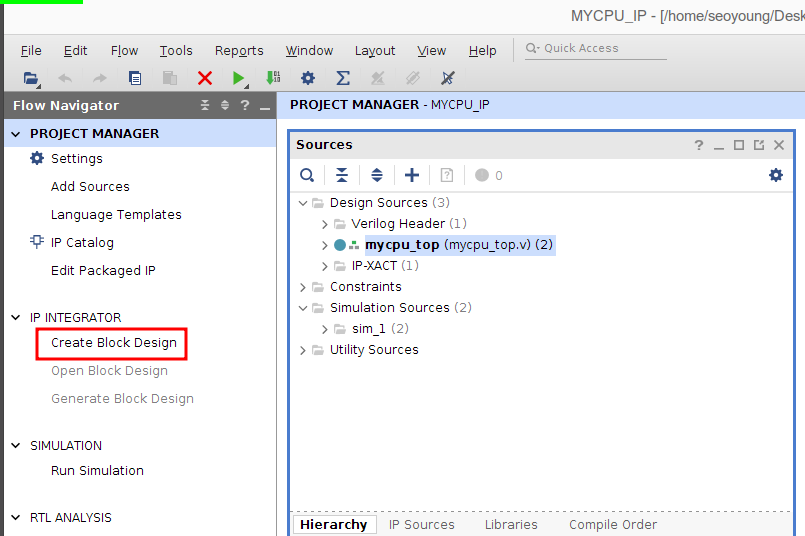 MYCPU_IP - [/home/seoyoung/Desk
File Edit Flow Tools Reports Window Layout View Help Quick Access
Flow Navigator
PROJECT MANAGER - MYCPU_IP
PROJECT MANAGER
Settings
Add Sources
Language Templates
IP Catalog
Edit Packaged IP
IP INTEGRATOR
Create Block Design
Open Block Design
Generate Block Design
SIMULATION
Run Simulation
RTL ANALYSIS
Sources
0
Design Sources (3)
Verilog Header (1)
mycpu_top (mycpu_top.v) (2)
IP-XACT (1)
Constraints
Simulation Sources (2)
sim_1 (2)
Utility Sources
Hierarchy IP Sources Libraries Compile Order